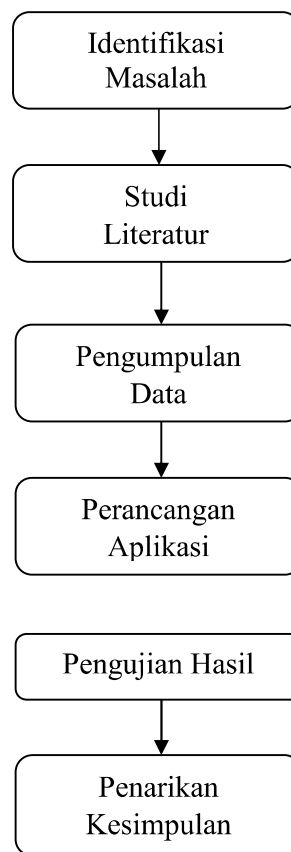 Identifikasi
Masalah
Studi
Literatur
Pengumpulan
Data
Perancangan
Aplikasi
Pengujian Hasil
Penarikan
Kesimpulan